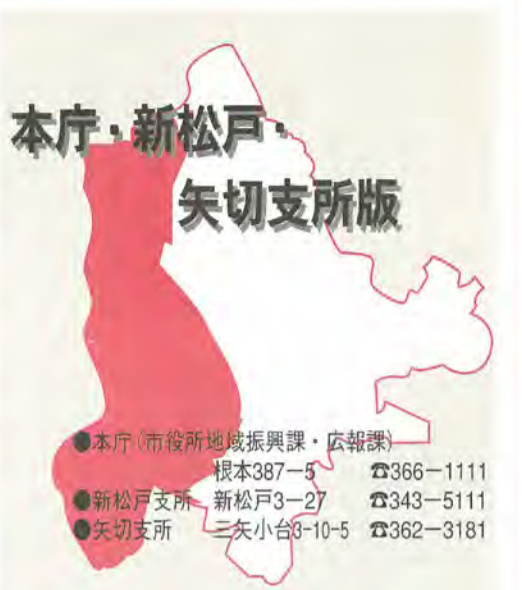 本庁・新松戸・
矢切支所版
●本庁（市役所地域振興課・広報課）
根本387－5 ☎366－1111
●新松戸支所 新松戸3－27 ☎343－5111
●矢切支所 三矢小台3-10-5 ☎362－3181